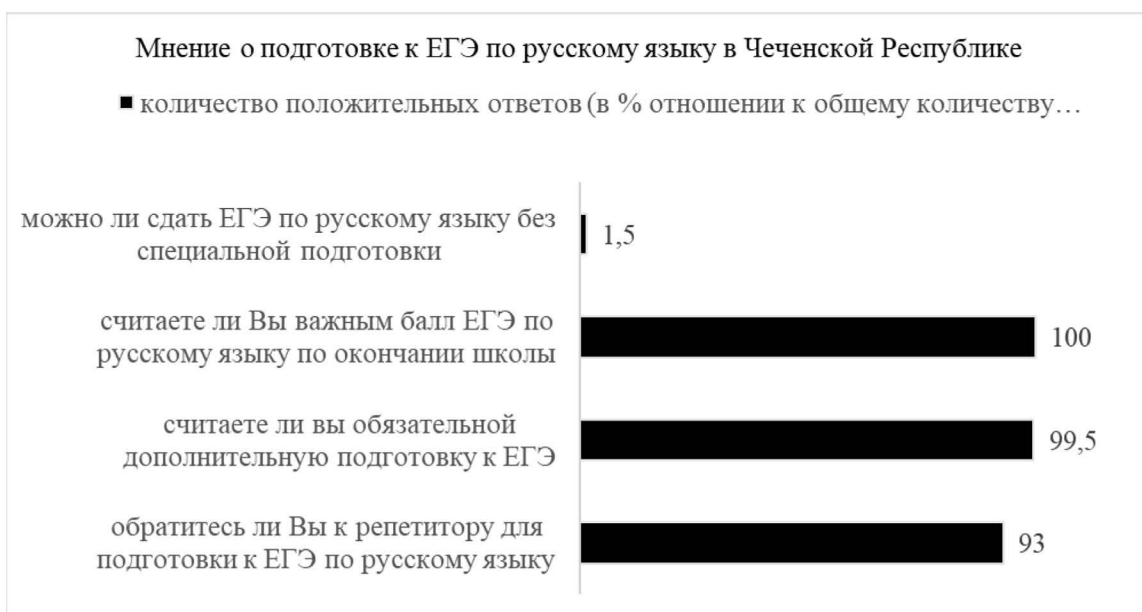 Мнение о подготовке к ЕГЭ по русскому языку в Чеченской Республике
количество положительных ответов (в % отношении к общему количеству…
можно ли сдать ЕГЭ по русскому языку без
специальной подготовки
1,5
считаете ли Вы важным балл ЕГЭ по
русскому языку по окончании школы
100
считаете ли вы обязательной
дополнительную подготовку к ЕГЭ
99,5
обратитесь ли Вы к репетитору для
подготовки к ЕГЭ по русскому языку
93